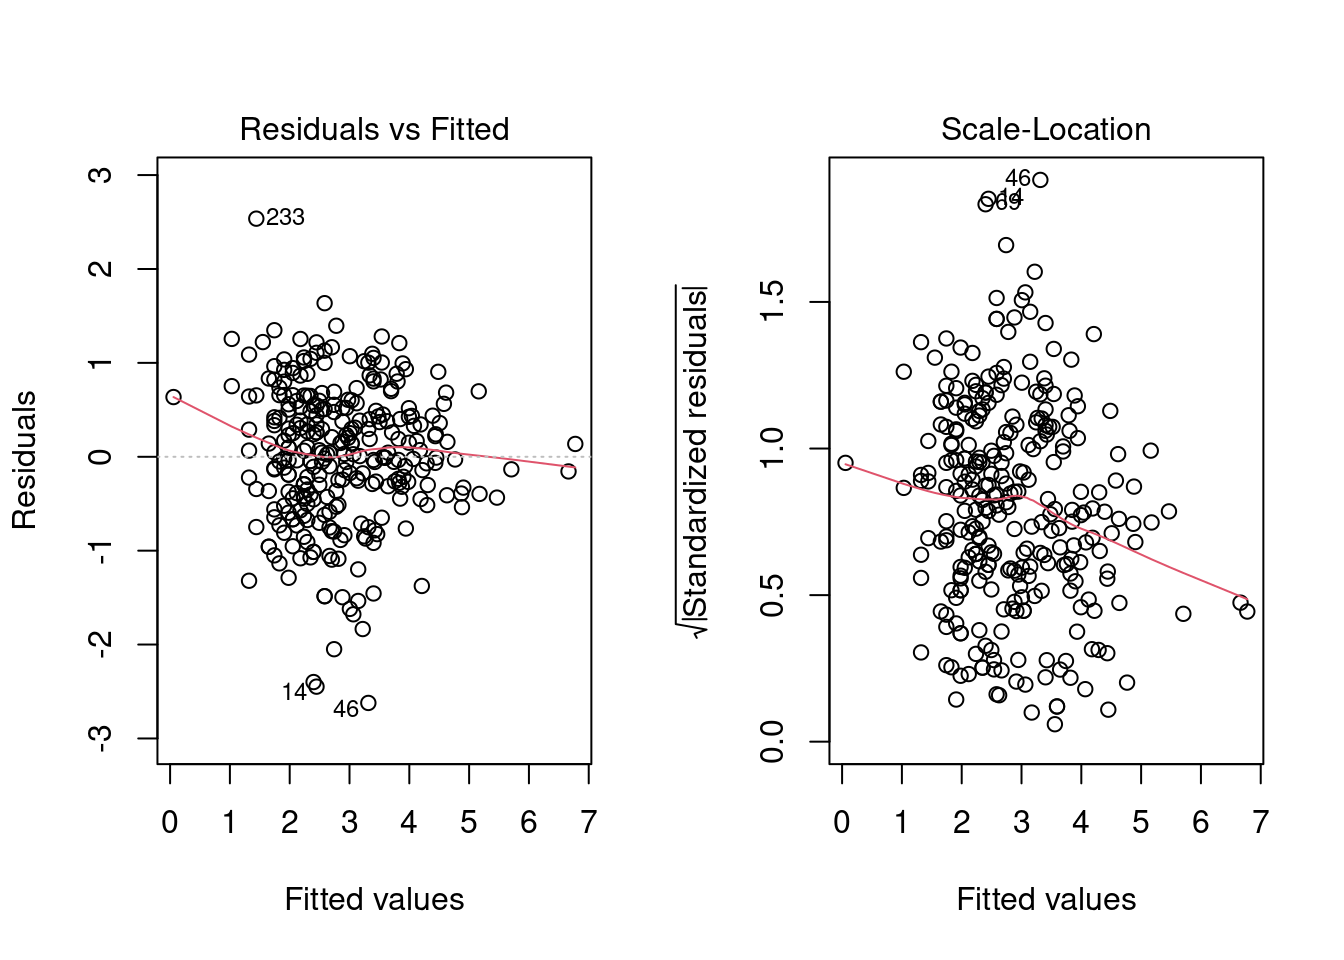 Residuals vs Fitted
Residuals
3
2
1
0
-1
-2
-3
233
14
46
0 1 2 3 4 5 6 7
Fitted values
Scale-Location
√|Standardized residuals|
1.5
1.0
0.5
0.0
46
14
0 1 2 3 4 5 6 7
Fitted values